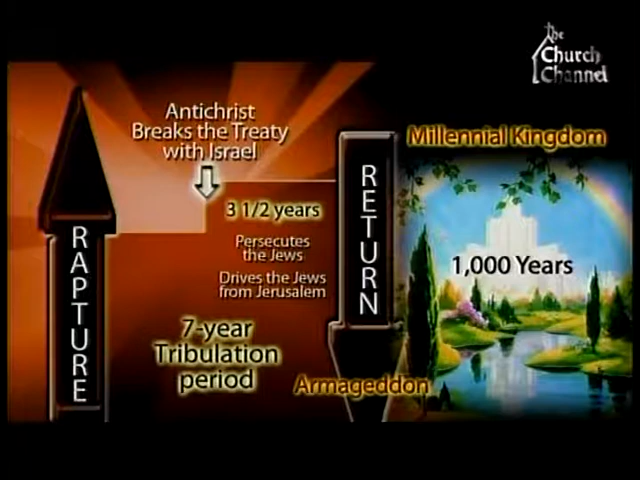 the
Church
Channel
Antichrist
Breaks the Treaty
with Israel
Millennial Kingdom
RAPTURE
3 1/2 years
Persecutes
the Jews
Drives the Jews
from Jerusalem
7-year
Tribulation
period
RETURN
Armageddon
1,000 Years